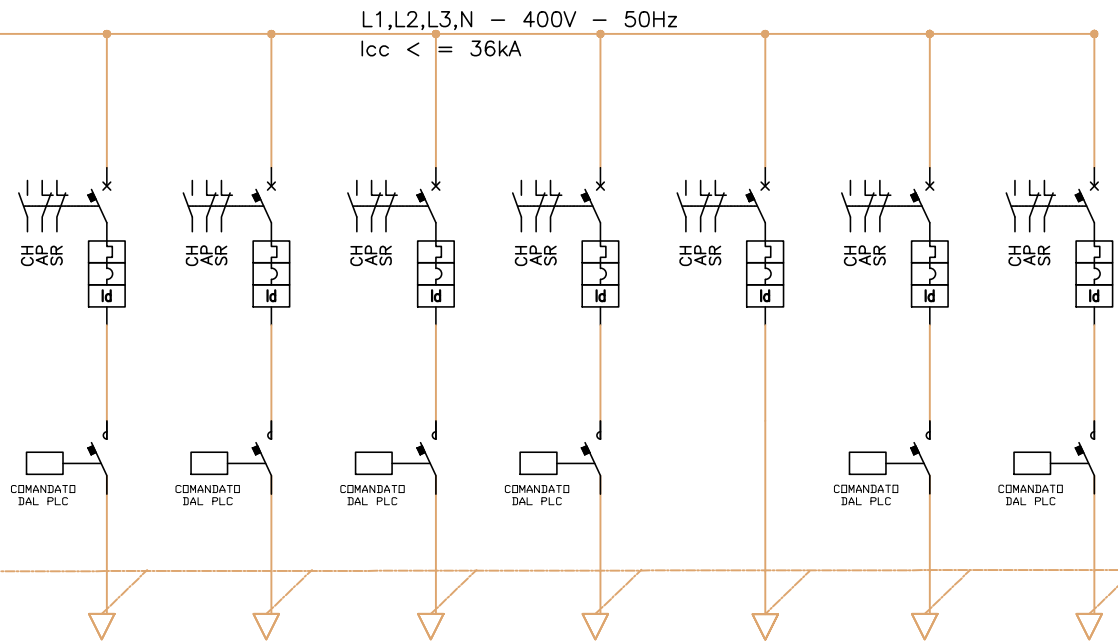 L1,L2,L3,N - 400V - 50Hz
Icc < = 36kA
CH AP SR
CH AP SR
CH AP SR
CH AP SR
CH AP SR
CH AP SR
CH AP SR
Id
Id
Id
Id
Id
Id
Id
COMANDATO
DAL PLC
COMANDATO
DAL PLC
COMANDATO
DAL PLC
COMANDATO
DAL PLC
COMANDATO
DAL PLC
COMANDATO
DAL PLC